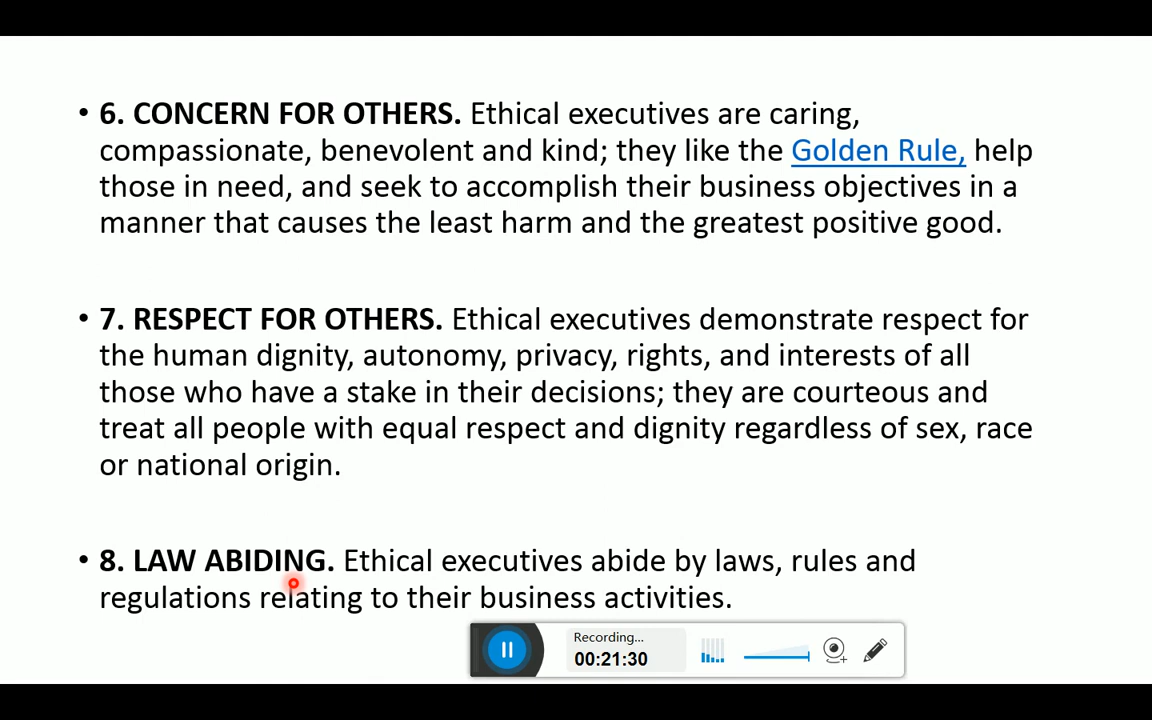 • 6. CONCERN FOR OTHERS. Ethical executives are caring,
compassionate, benevolent and kind; they like the Golden Rule, help
those in need, and seek to accomplish their business objectives in a
manner that causes the least harm and the greatest positive good.
• 7. RESPECT FOR OTHERS. Ethical executives demonstrate respect for
the human dignity, autonomy, privacy, rights, and interests of all
those who have a stake in their decisions; they are courteous and
treat all people with equal respect and dignity regardless of sex, race
or national origin.
• 8. LAW ABIDING. Ethical executives abide by laws, rules and
regulations relating to their business activities.
Recording...
00:21:30